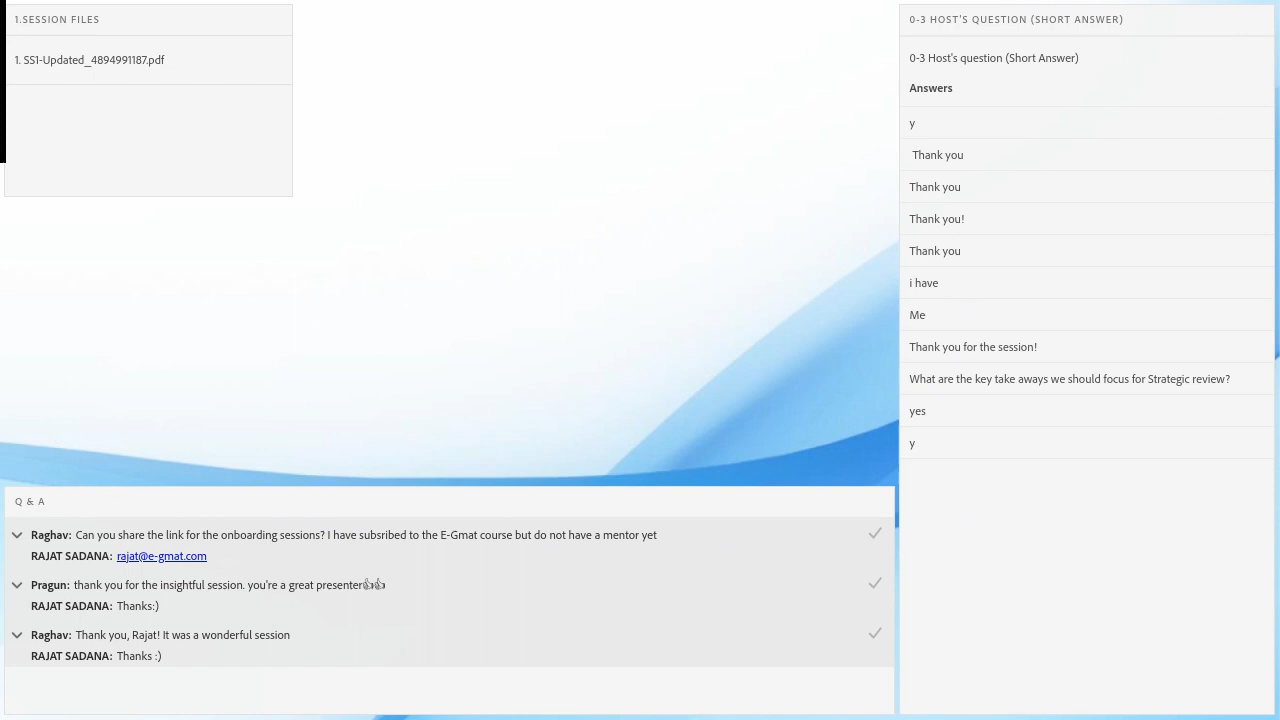 1.SESSION FILES
1. SS1-Updated_4894991187.pdf
0-3 HOST'S QUESTION (SHORT ANSWER)
0-3 Host's question (Short Answer)
Answers
y
Thank you
Thank you
Thank you!
Thank you
i have
Me
Thank you for the session!
What are the key take aways we should focus for Strategic review?
yes
y
Q & A
Raghav: Can you share the link for the onboarding sessions? I have subsribed to the E-Gmat course but do not have a mentor yet
RAJAT SADANA: rajat@e-gmat.com
Pragun: thank you for the insightful session. you're a great presenter👍👍
RAJAT SADANA: Thanks:)
Raghav: Thank you, Rajat! It was a wonderful session
RAJAT SADANA: Thanks :)